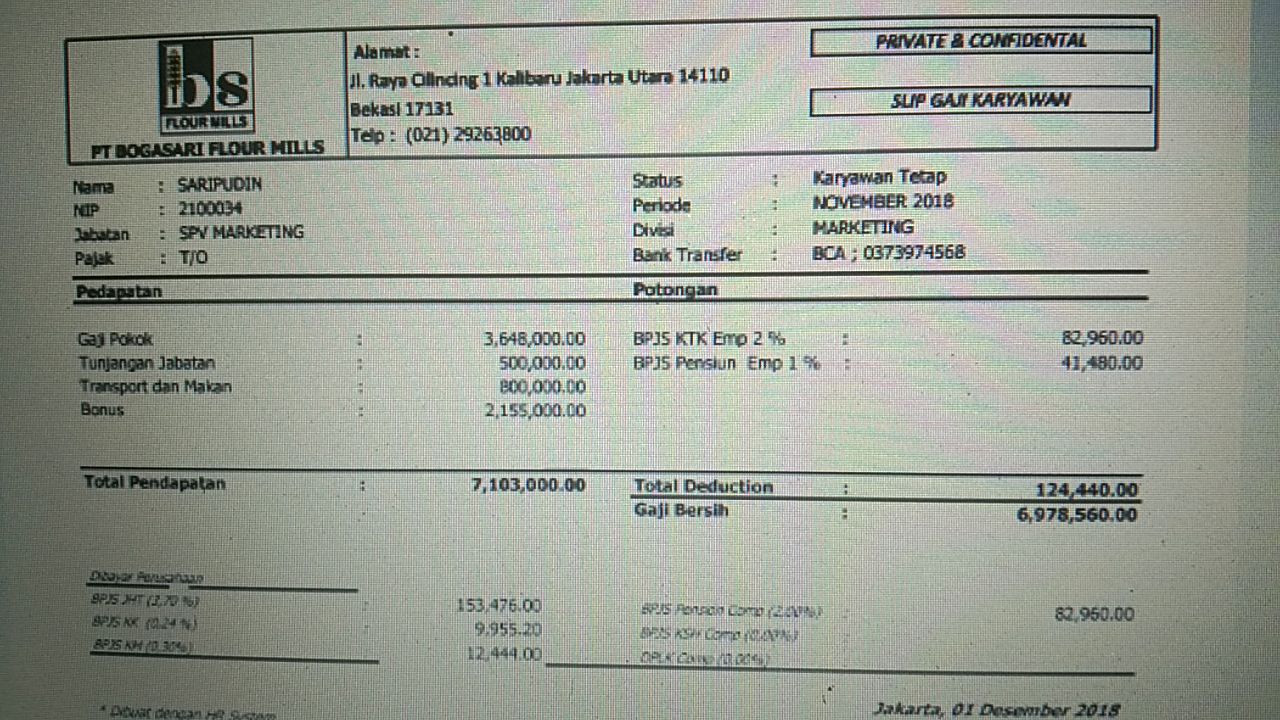 bs
FLOUR MILLS
PT BOGASARI FLOUR MILLS
Alamat :
Jl. Raya Cilincing 1 Kalibaru Jakarta Utara 14110
Bekasi 17131
Telp : (021) 29263800
PRIVATE & CONFIDENTAL
SLIP GAJI KARYAWAN
Nama : SARIPUDIN
NIP : 2100034
Jabatan : SPV MARKETING
Pajak : T/O
Status : Karyawan Tetap
Periode : NOVEMBER 2018
Divisi : MARKETING
Bank Transfer : BCA ; 0373974568
Pedapatan
Gaji Pokok : 3,648,000.00
Tunjangan Jabatan : 500,000.00
Transport dan Makan : 800,000.00
Bonus : 2,155,000.00
Total Pendapatan : 7,103,000.00
Potongan
BPJS KTK Emp 2 % : 82,960.00
BPJS Pensiun Emp 1 % : 41,480.00
Total Deduction : 124,440.00
Gaji Bersih : 6,978,560.00
Dibayar Perusahaan
BPJS JHT (3,70 %) : 153,476.00
BPJS KK (0,24 %) 9,955.20
BPJS KM (0.30%) 12,444.00
BPJS Pension Comp (2.00%) : 82,960.00
BPJS KSH Comp (0.00%)
DPLK Comp (0.00%)
* Dibuat dengan HR System
Jakarta, 01 Desember 2018